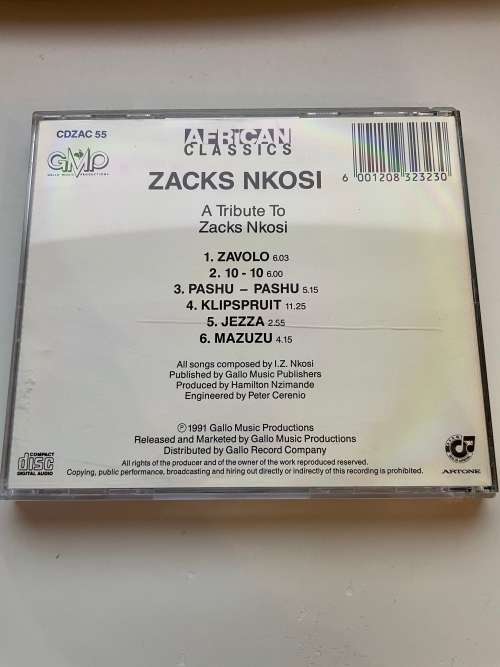 CDZAC 55
GMP
GALLO MUSIC PRODUCTIONS
AFRICAN
CLASSICS
6 001208 323230
ZACKS NKOSI
A Tribute To
Zacks Nkosi
1. ZAVOLO 6.03
2. 10 - 10 6.00
3. PASHU – PASHU 5.15
4. KLIPSPRUIT 11.25
5. JEZZA 2.55
6. MAZUZU 4.15
All songs composed by I.Z. Nkosi
Published by Gallo Music Publishers
Produced by Hamilton Nzimande
Engineered by Peter Cerenio
℗ 1991 Gallo Music Productions
Released and Marketed by Gallo Music Productions
Distributed by Gallo Record Company
All rights of the producer and of the owner of the work reproduced reserved.
Copying, public performance, broadcasting and hiring out directly or indirectly of this recording is prohibited.
COMPACT
disc
DIGITAL AUDIO
ARTONE